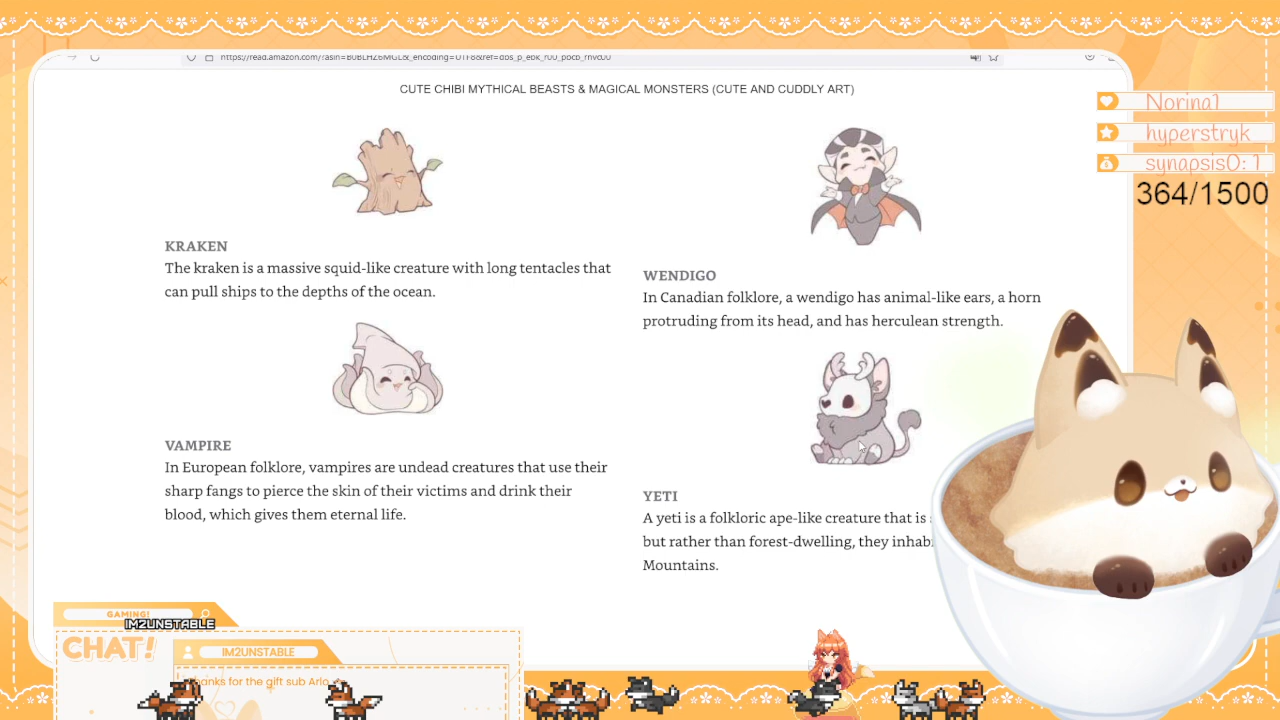 CUTE CHIBI MYTHICAL BEASTS & MAGICAL MONSTERS (CUTE AND CUDDLY ART)
KRAKEN
The kraken is a massive squid-like creature with long tentacles that
can pull ships to the depths of the ocean.
VAMPIRE
In European folklore, vampires are undead creatures that use their
sharp fangs to pierce the skin of their victims and drink their
blood, which gives them eternal life.
WENDIGO
In Canadian folklore, a wendigo has animal-like ears, a horn
protruding from its head, and has herculean strength.
YETI
A yeti is a folkloric ape-like creature that is
but rather than forest-dwelling, they
Mountains.
Norina1
hyperstryk_
synapsis0: 1
364/1500
GAMING!
IM2UNSTABLE
CHAT!
IM2UNSTABLE
Thanks for the gift sub Arlo